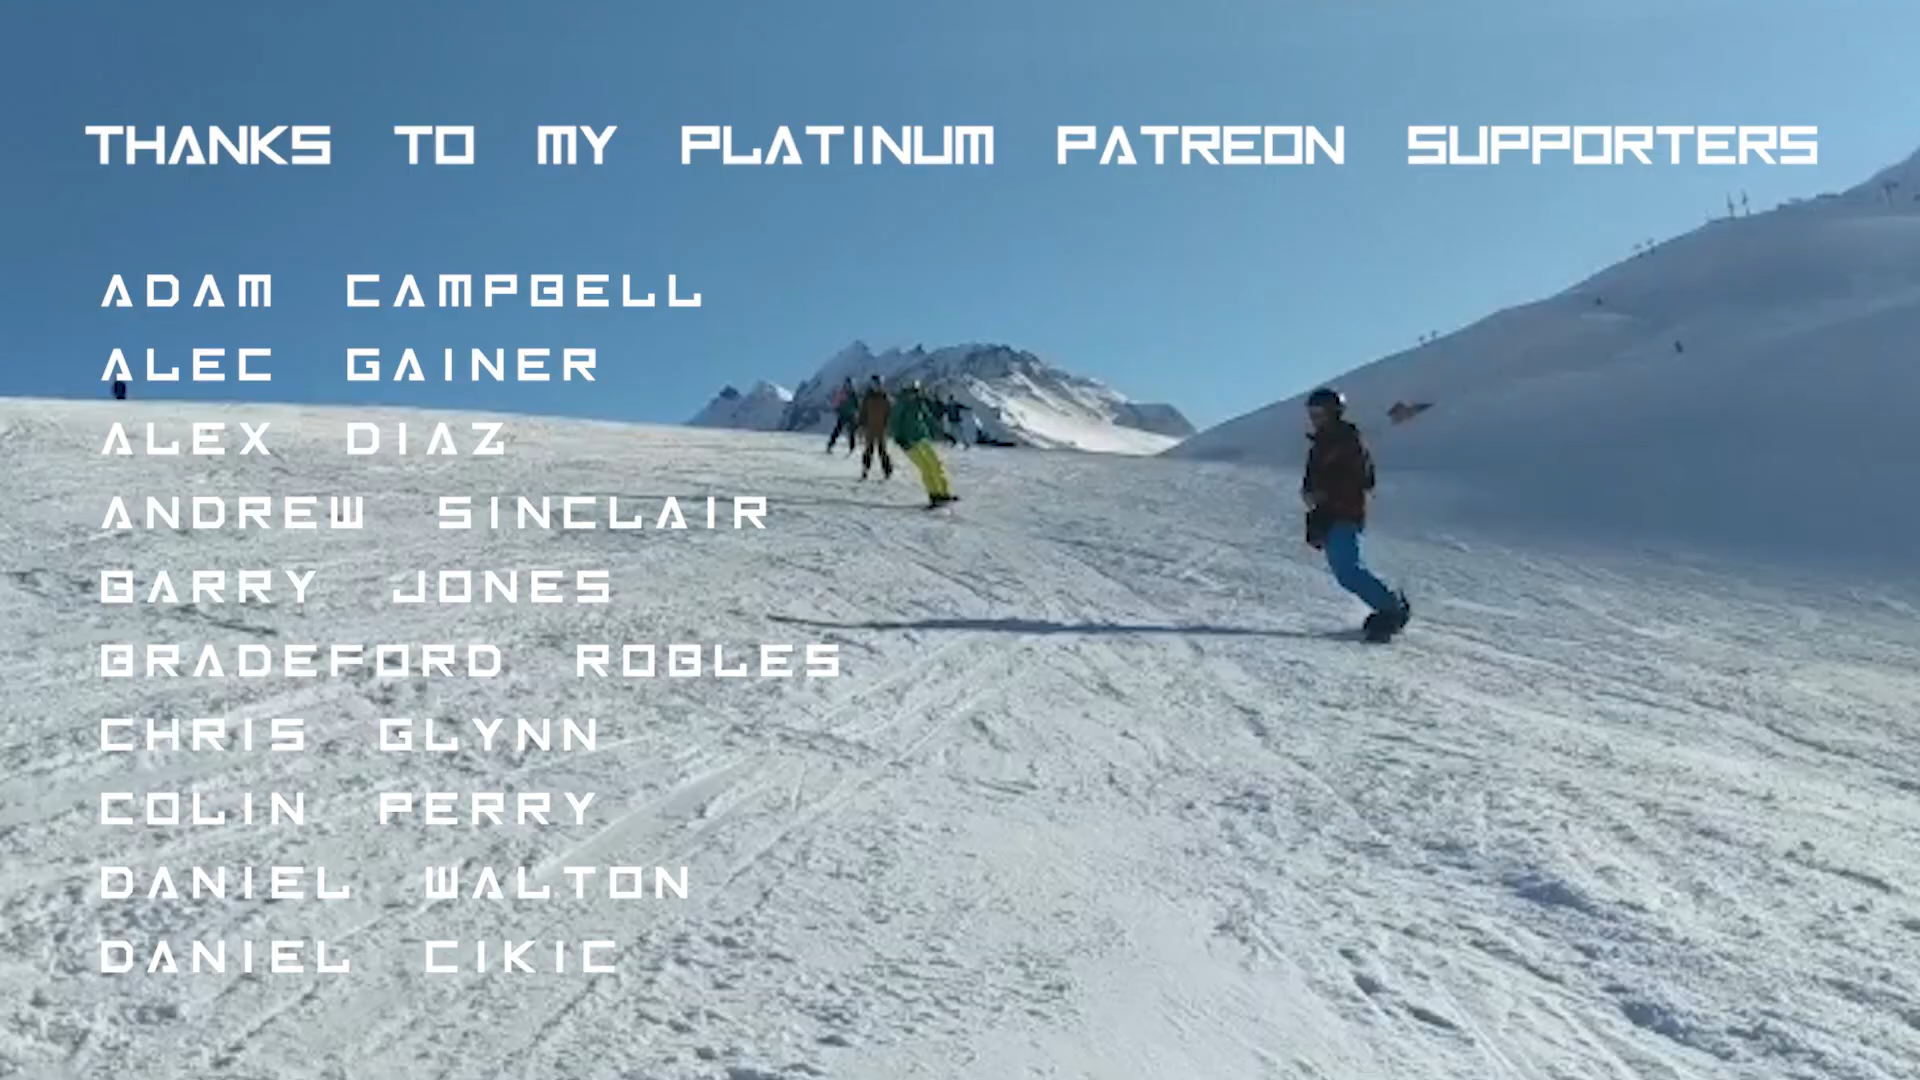 THANKS TO MY PLATINUM PATREON SUPPORTERS
ADAM CAMPBELL
ALEC GAINER
ALEX DIAZ
ANDREW SINCLAIR
BARRY JONES
BRADEFORD ROBLES
CHRIS GLYNN
COLIN PERRY
DANIEL WALTON
DANIEL CIKIC